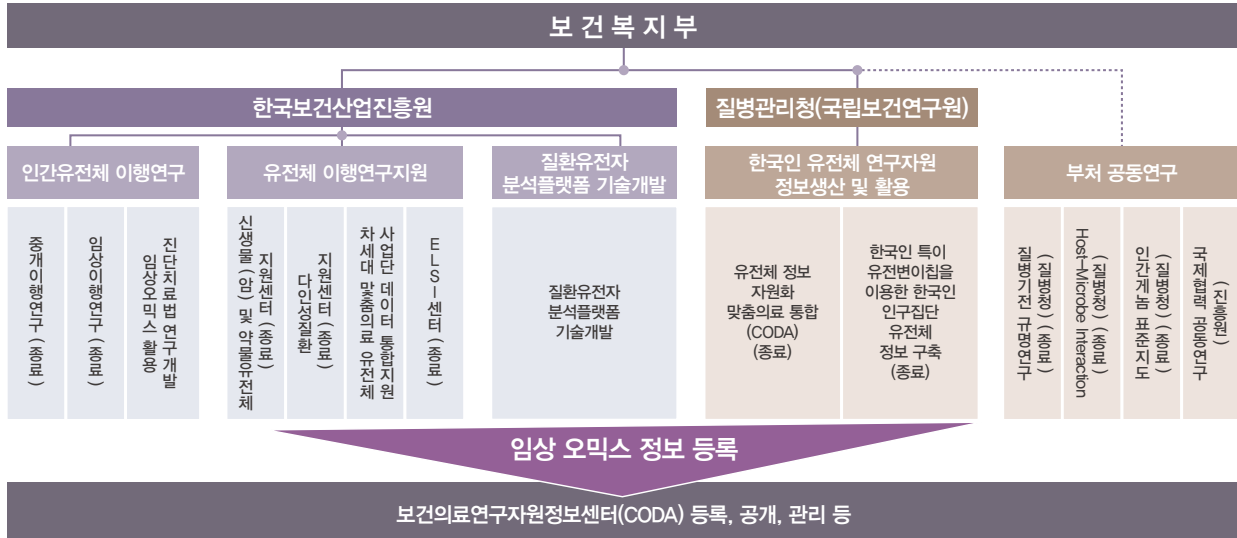 보건복지부
한국보건산업진흥원
질병관리청(국립보건연구원)
인간유전체 이행연구
유전체 이행연구지원
질환유전자
분석플랫폼 기술개발
한국인 유전체 연구자원
정보생산 및 활용
부처 공동연구
중개이행연구 (종료)
임상이행연구 (종료)
진단치료법 연구개발
임상오믹스 활용
지원센터 (종료)
신생물 (암) 및 약물유전체
지원센터 (종료)
다인성질환
사업단 데이터 통합지원
차세대 맞춤의료 유전체
ELSI센터 (종료)
질환유전자
분석플랫폼
기술개발
유전체 정보
자원화
맞춤의료 통합
(CODA)
(종료)
한국인 특이
유전변이칩을
이용한 한국인
인구집단
유전체
정보 구축
(종료)
(질병청) (종료)
질병기전 규명연구
(질병청) (종료)
Host–Microbe Interaction
(질병청) (종료)
인간게놈 표준지도
(진흥원)
국제협력 공동연구
임상 오믹스 정보 등록
보건의료연구자원정보센터(CODA) 등록, 공개, 관리 등